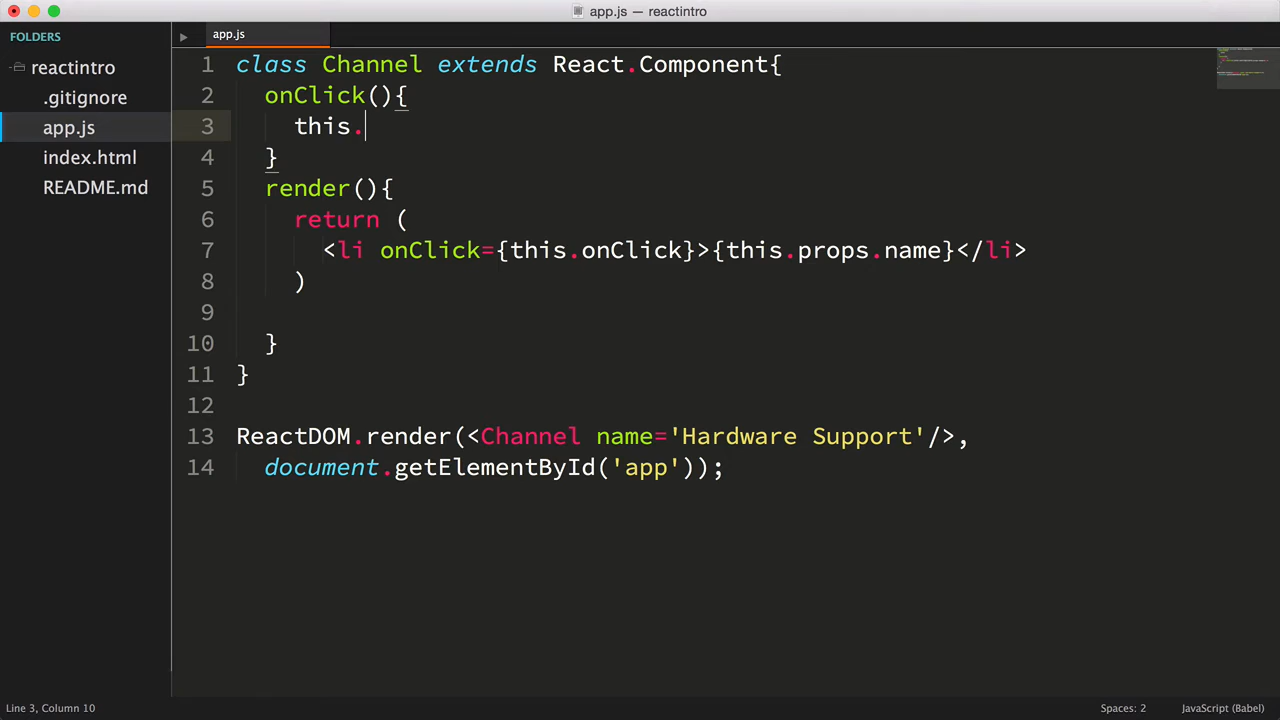 app.js — reactintro
FOLDERS
reactintro
.gitignore
app.js
index.html
README.md
app.js
1 class Channel extends React.Component{
2   onClick(){
3     this.
4   }
5   render(){
6     return (
7       <li onClick={this.onClick}>{this.props.name}</li>
8     )
9
10   }
11 }
12
13 ReactDOM.render(<Channel name='Hardware Support'/>,
14   document.getElementById('app'));
Line 3, Column 10
Spaces: 2
JavaScript (Babel)